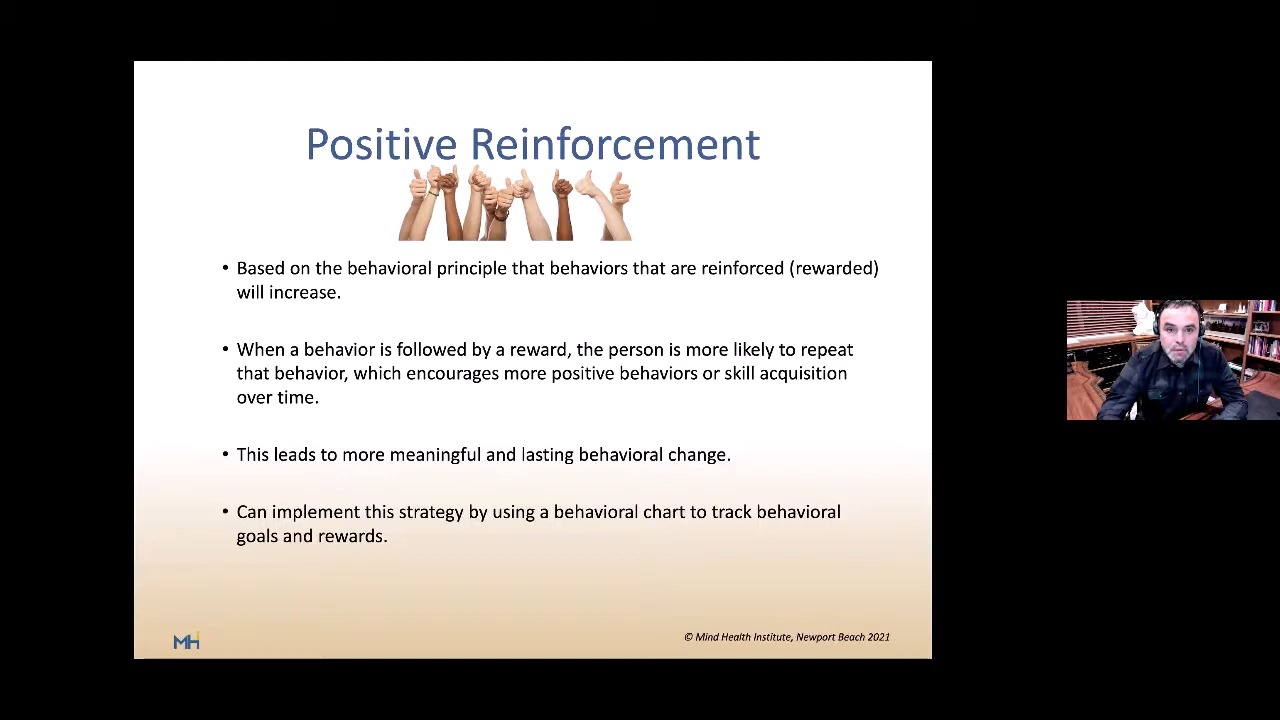 Positive Reinforcement
• Based on the behavioral principle that behaviors that are reinforced (rewarded)
will increase.
• When a behavior is followed by a reward, the person is more likely to repeat
that behavior, which encourages more positive behaviors or skill acquisition
over time.
• This leads to more meaningful and lasting behavioral change.
• Can implement this strategy by using a behavioral chart to track behavioral
goals and rewards.
MH
© Mind Health Institute, Newport Beach 2021